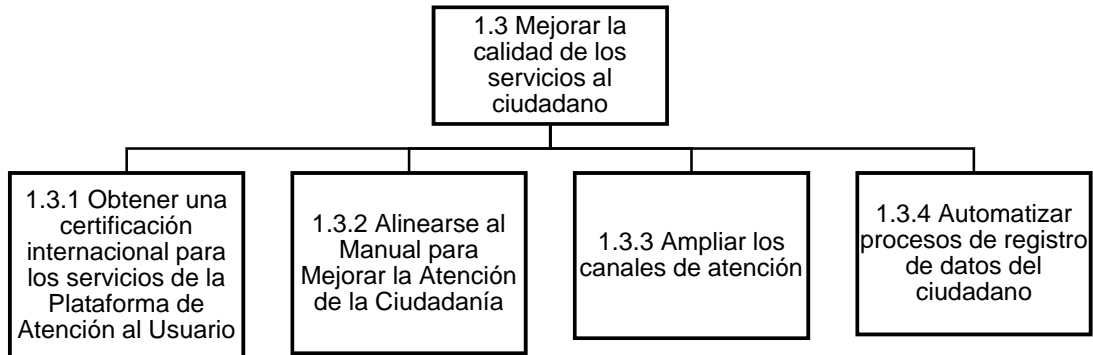 1.3 Mejorar la
calidad de los
servicios al
ciudadano
1.3.1 Obtener una
certificación
internacional para
los servicios de la
Plataforma de
Atención al Usuario
1.3.2 Alinearse al
Manual para
Mejorar la Atención
de la Ciudadanía
1.3.3 Ampliar los
canales de atención
1.3.4 Automatizar
procesos de registro
de datos del
ciudadano